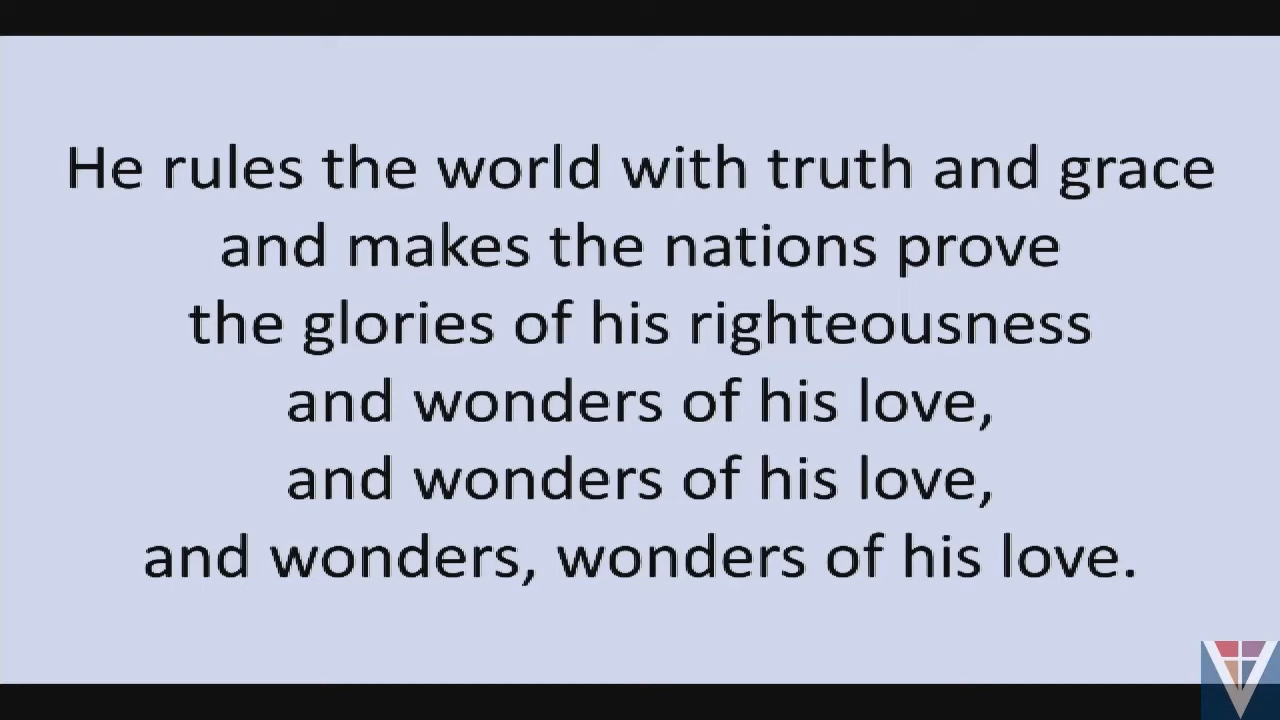 He rules the world with truth and grace
and makes the nations prove
the glories of his righteousness
and wonders of his love,
and wonders of his love,
and wonders, wonders of his love.